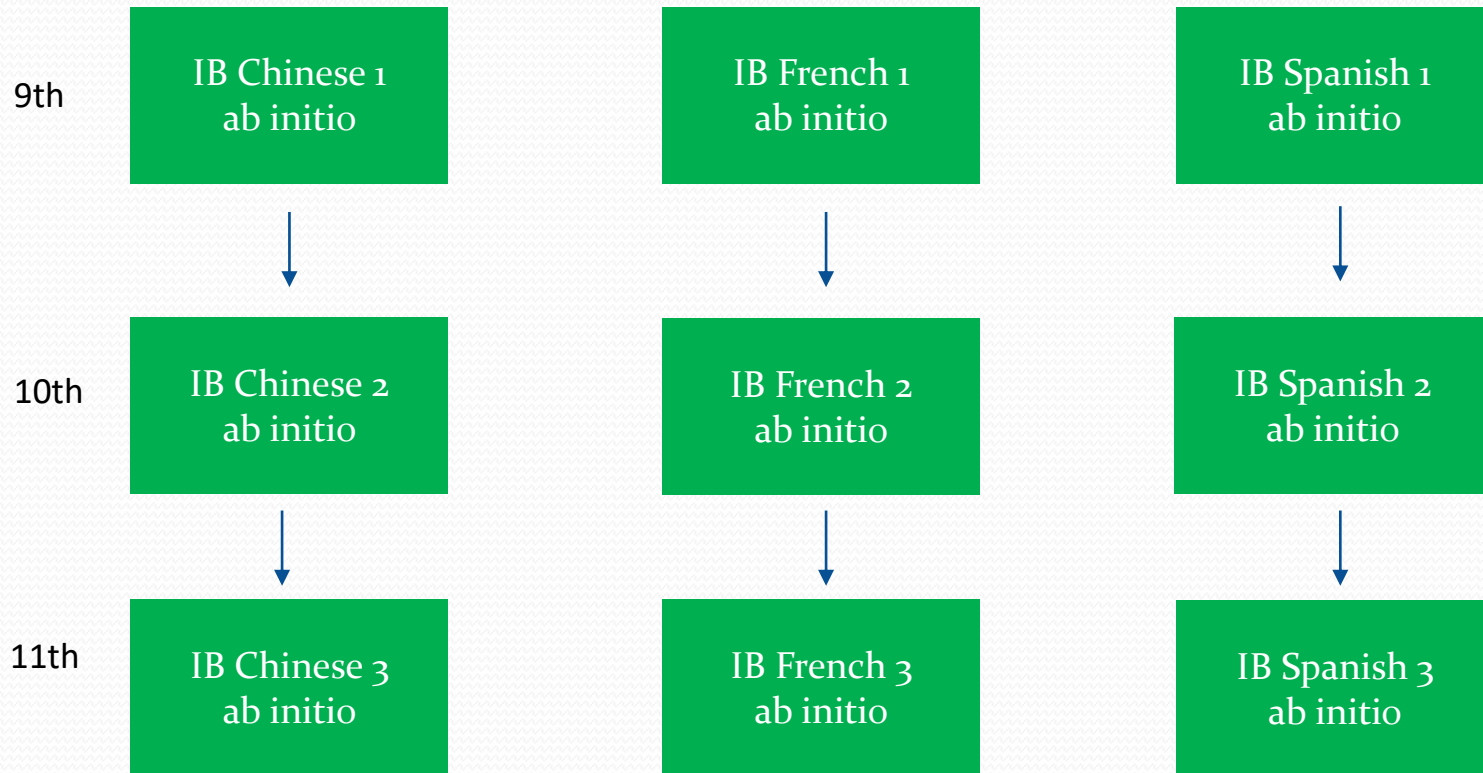 9th
IB Chinese 1
ab initio
IB French 1
ab initio
IB Spanish 1
ab initio
10th
IB Chinese 2
ab initio
IB French 2
ab initio
IB Spanish 2
ab initio
11th
IB Chinese 3
ab initio
IB French 3
ab initio
IB Spanish 3
ab initio